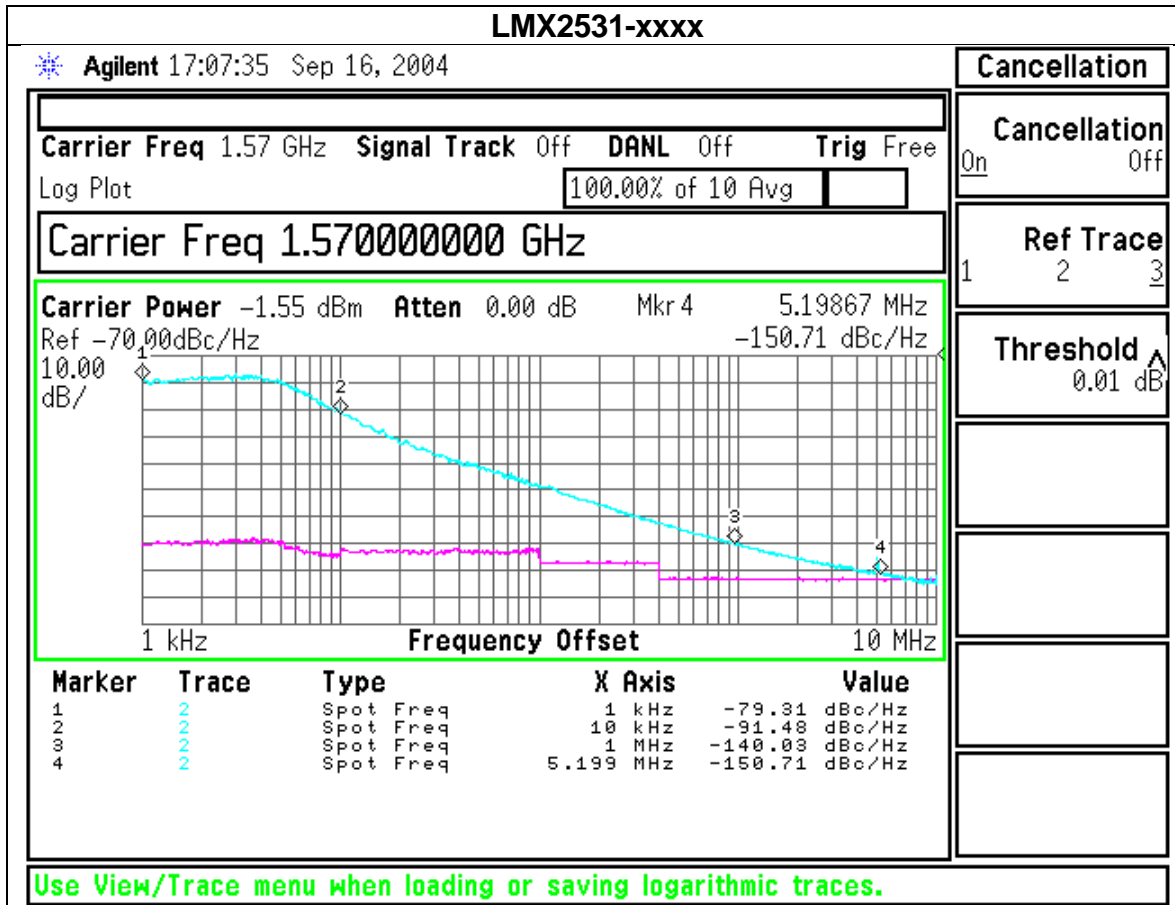 LMX2531-xxxx
Agilent 17:07:35 Sep 16, 2004
Cancellation
Carrier Freq 1.57 GHz Signal Track Off DANL Off Trig Free
Log Plot
100.00% of 10 Avg
Carrier Freq 1.570000000 GHz
Carrier Power -1.55 dBm Atten 0.00 dB Mkr 4 5.19867 MHz
Ref -70.00dBc/Hz -150.71 dBc/Hz
10.00
dB/
1
2
3
4
1 kHz Frequency Offset 10 MHz
Marker Trace Type X Axis Value
1 2 Spot Freq 1 kHz -79.31 dBc/Hz
2 2 Spot Freq 10 kHz -91.48 dBc/Hz
3 2 Spot Freq 1 MHz -140.03 dBc/Hz
4 2 Spot Freq 5.199 MHz -150.71 dBc/Hz
Cancellation
On Off
Ref Trace
1 2 3
Threshold
0.01 dB
Use View/Trace menu when loading or saving logarithmic traces.